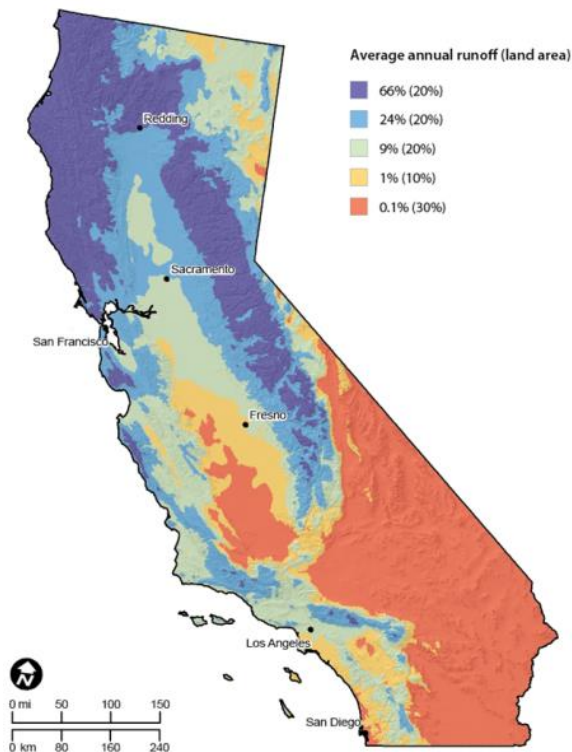 Average annual runoff (land area)
66% (20%)
24% (20%)
9% (20%)
1% (10%)
0.1% (30%)
Redding
Sacramento
San Francisco
Fresno
Los Angeles
San Diego
N
0 mi 50 100 150
0 km 80 160 240